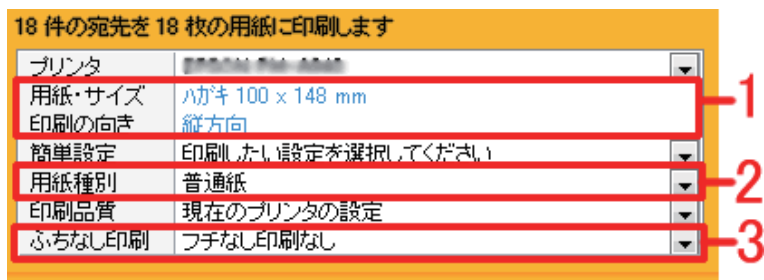 18 件の宛先を 18 枚の用紙に印刷します
プリンタ
用紙・サイズ ハガキ 100 x 148 mm
印刷の向き 縦方向
簡単設定 印刷したい設定を選択してください
用紙種別 普通紙
印刷品質 現在のプリンタの設定
ふちなし印刷 フチなし印刷なし
1
2
3